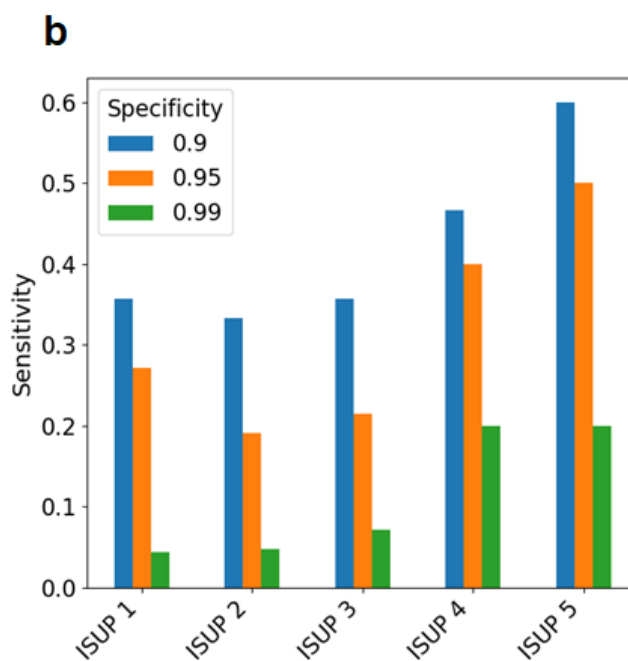 b
Specificity
0.9
0.95
0.99
Sensitivity
0.6
0.5
0.4
0.3
0.2
0.1
0.0
ISUP 1
ISUP 2
ISUP 3
ISUP 4
ISUP 5